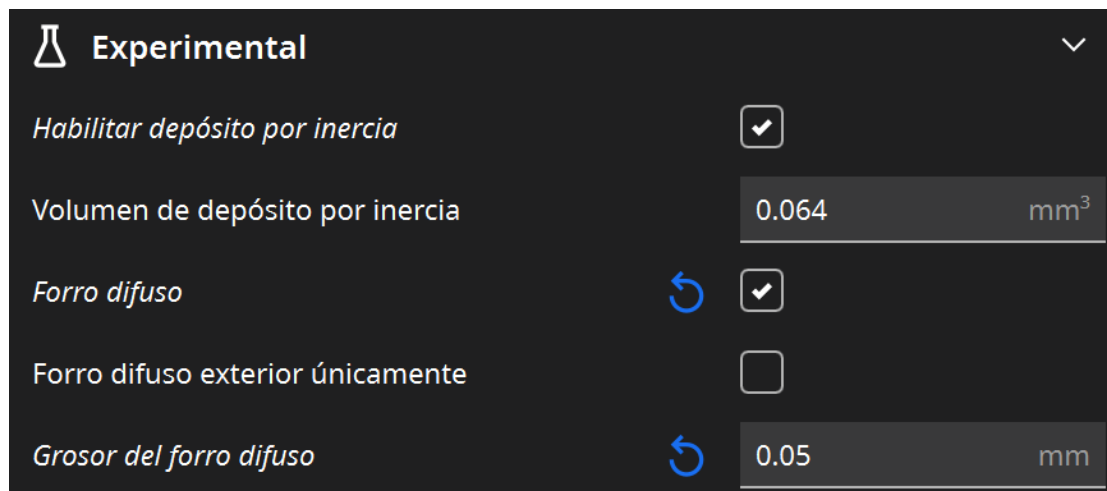 Experimental
Habilitar depósito por inercia
Volumen de depósito por inercia 0.064 mm³
Forro difuso
Forro difuso exterior únicamente
Grosor del forro difuso 0.05 mm